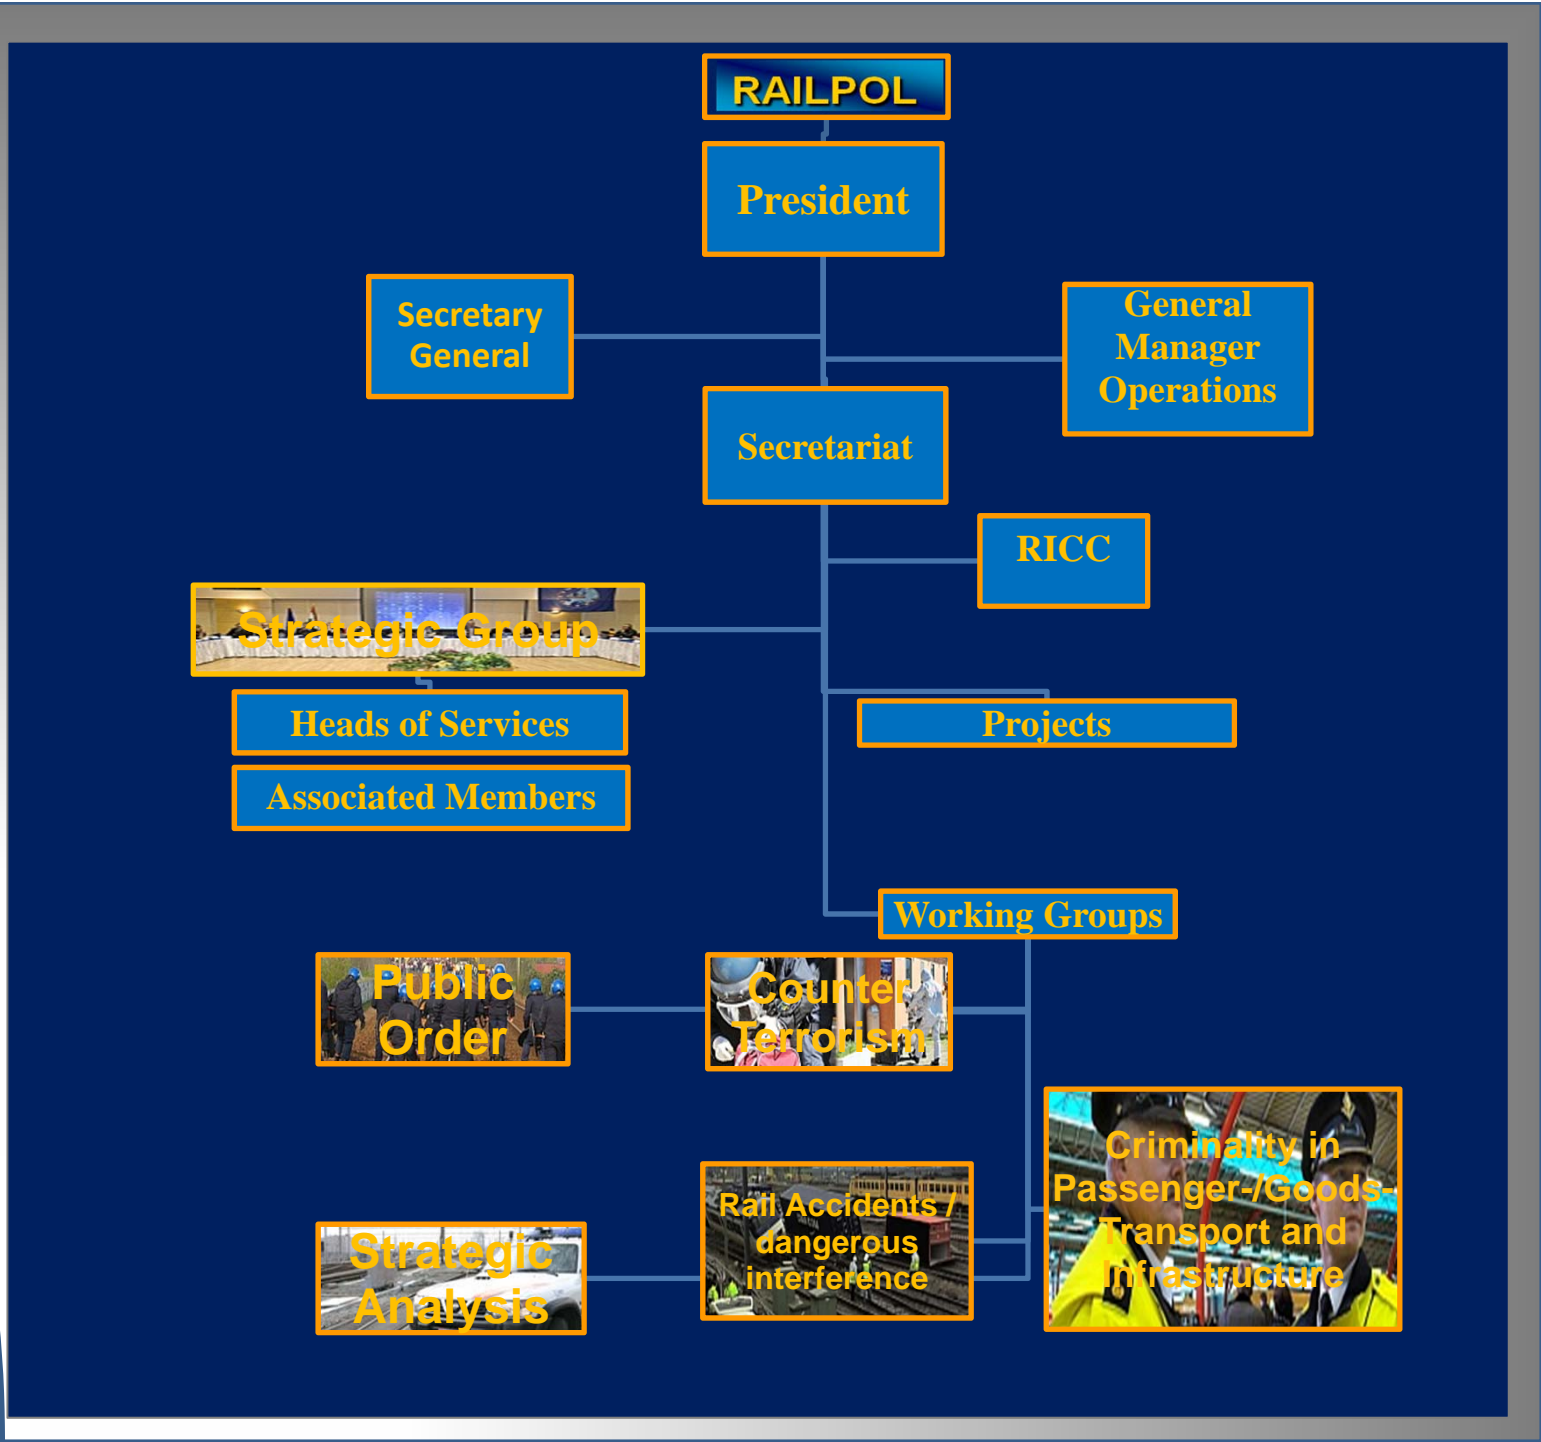 RAILPOL
President
Secretary
General
General
Manager
Operations
Secretariat
RICC
Strategic Group
Heads of Services
Associated Members
Projects
Working Groups
Public
Order
Counter
Terrorism
Criminality in
Passenger-/Goods-
Transport and
Infrastructure
Rail Accidents /
dangerous
interference
Strategic
Analysis